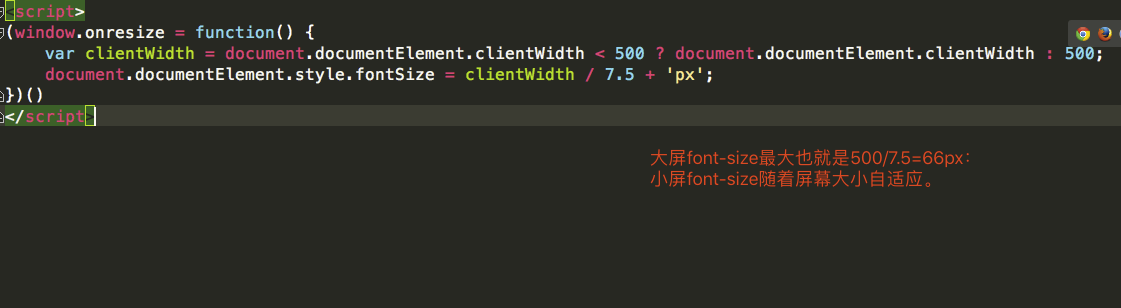 <script>
(window.onresize = function() {
var clientWidth = document.documentElement.clientWidth < 500 ? document.documentElement.clientWidth : 500;
document.documentElement.style.fontSize = clientWidth / 7.5 + 'px';
})()
</script>
大屏font-size最大也就是500/7.5=66px：
小屏font-size随着屏幕大小自适应。